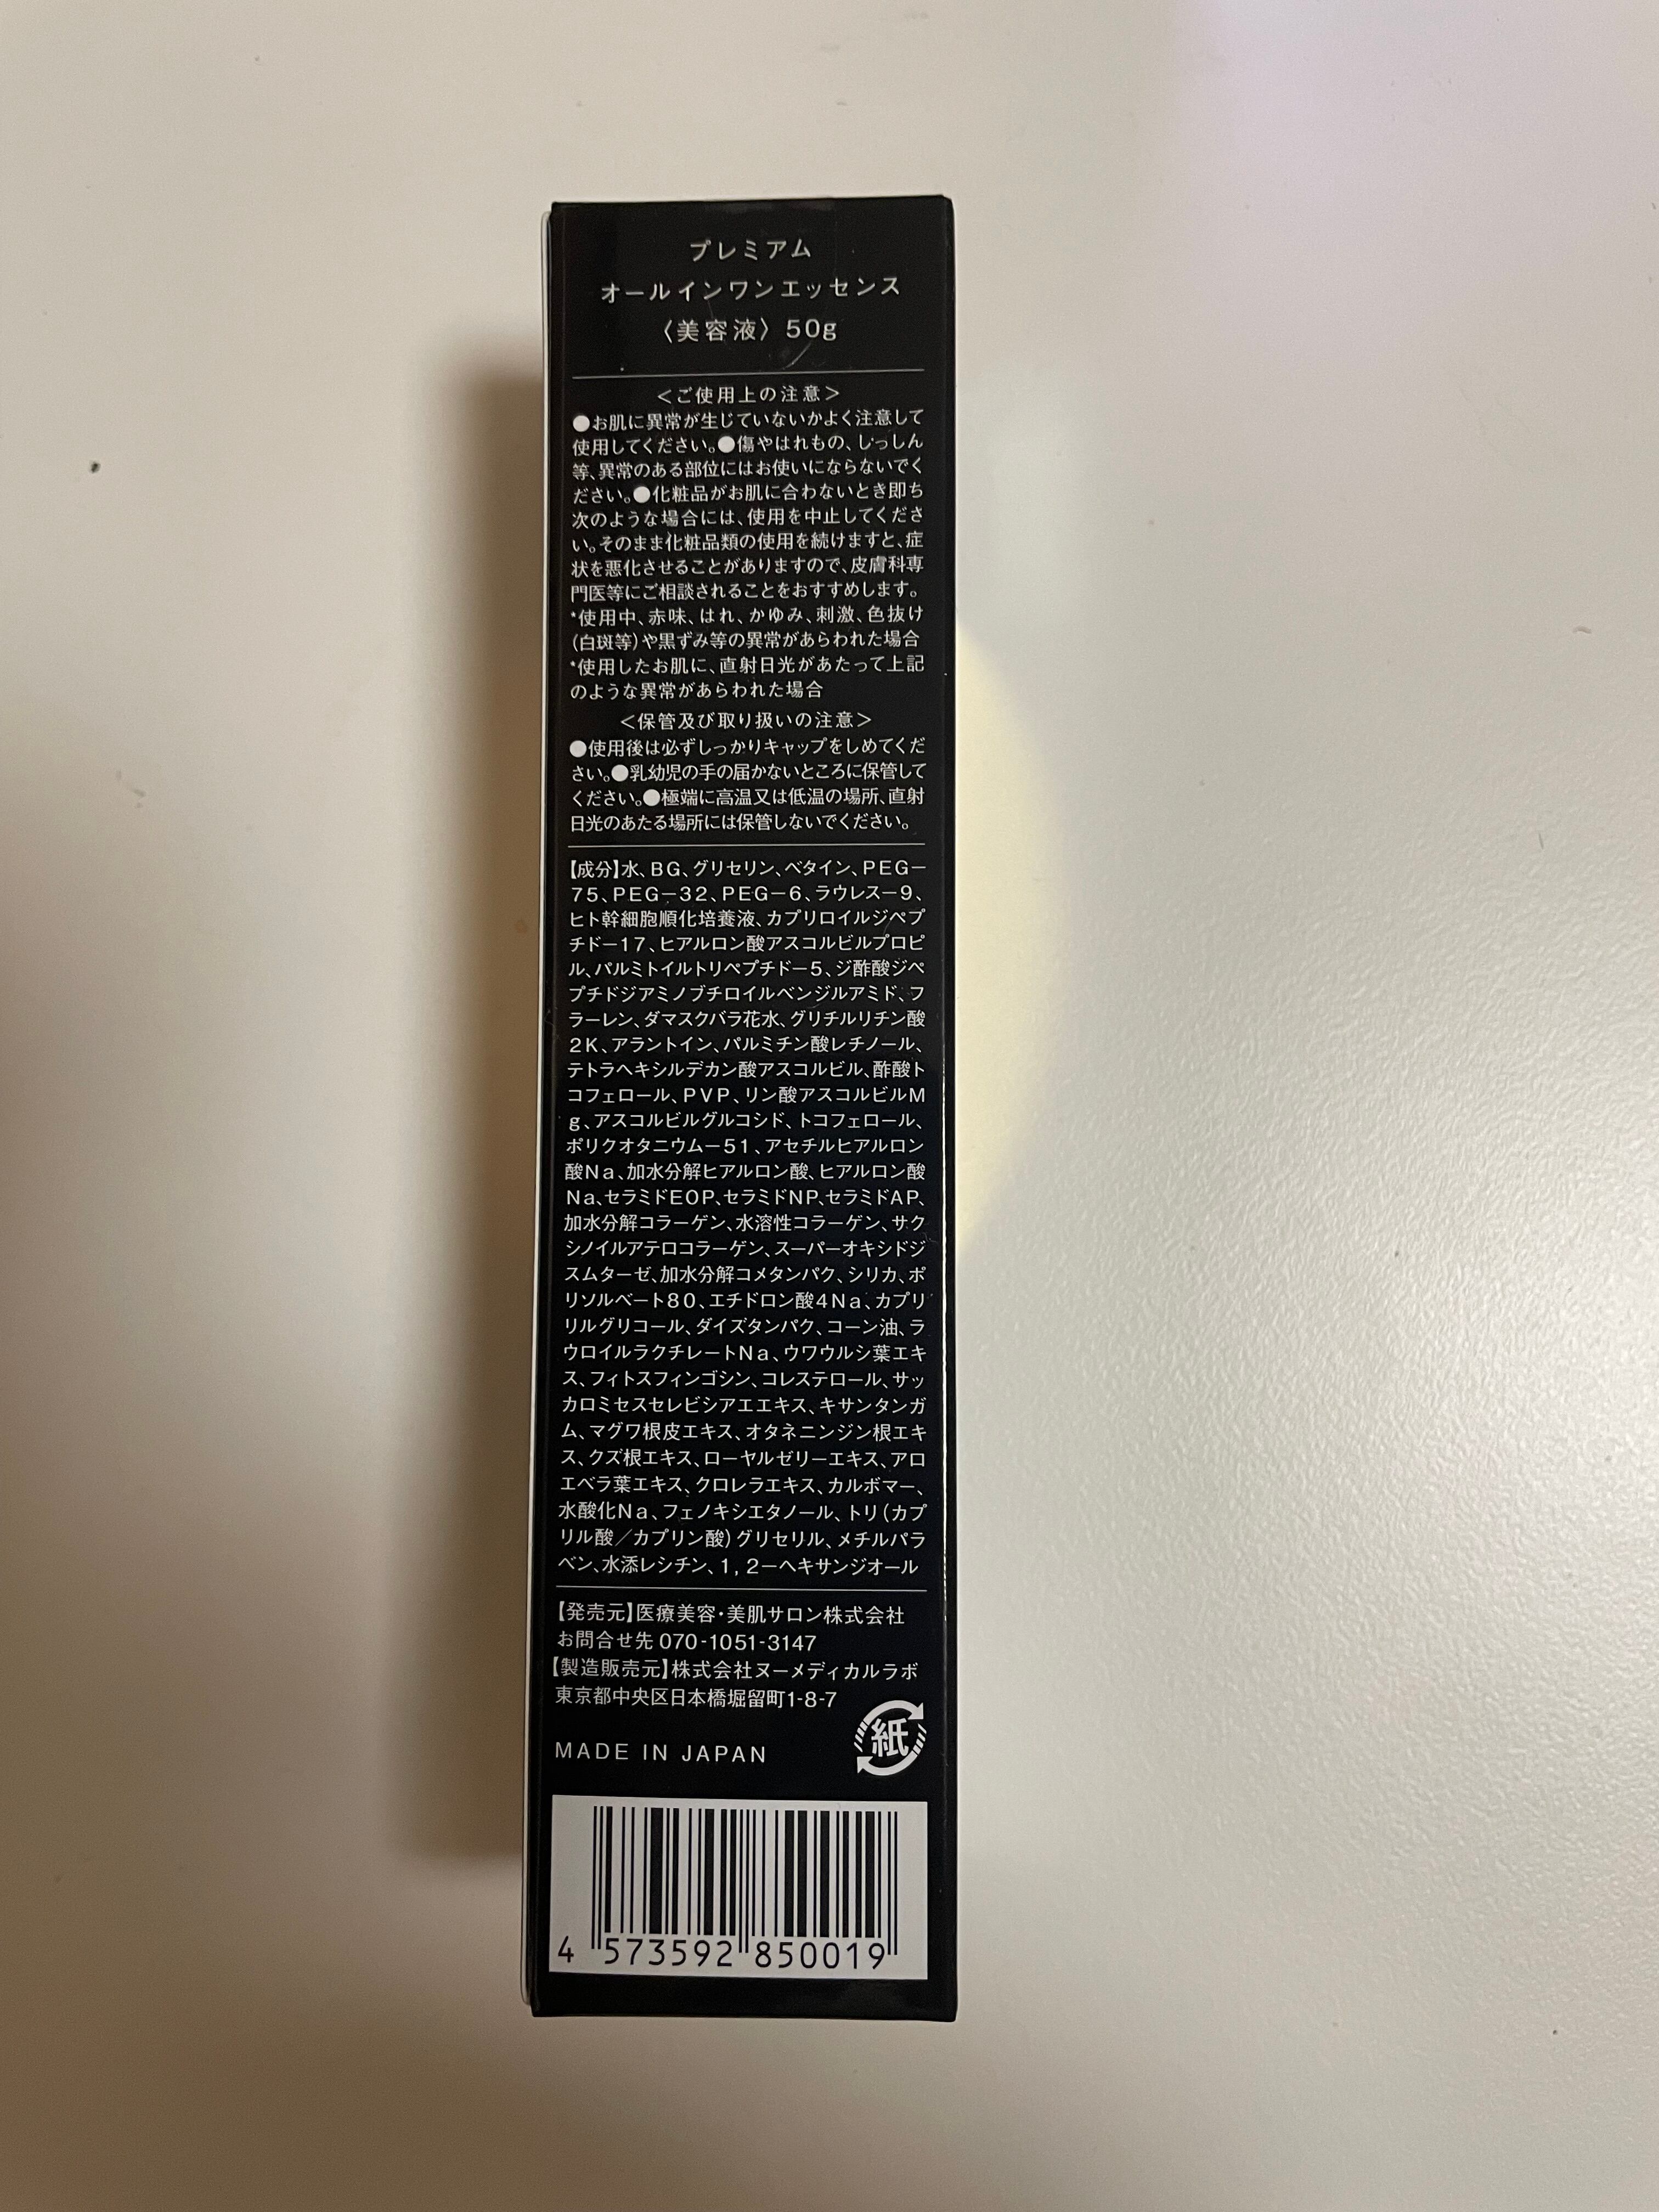 プレミアム
オールインワンエッセンス
〈美容液〉50g
＜ご使用上の注意＞
●お肌に異常が生じていないかよく注意して
使用してください。●傷やはれもの、しっしん
等、異常のある部位にはお使いにならないでく
ださい。●化粧品がお肌に合わないとき即ち
次のような場合には、使用を中止してくださ
い。そのまま化粧品類の使用を続けますと、症
状を悪化させることがありますので、皮膚科専
門医等にご相談されることをおすすめします。
*使用中、赤味、はれ、かゆみ、刺激、色抜け
(白斑等)や黒ずみ等の異常があらわれた場合
*使用したお肌に、直射日光があたって上記
のような異常があらわれた場合
＜保管及び取り扱いの注意＞
●使用後は必ずしっかりキャップをしめてくだ
さい。●乳幼児の手の届かないところに保管して
ください。●極端に高温又は低温の場所、直射
日光のあたる場所には保管しないでください。
【成分】水、BG、グリセリン、ベタイン、PEG－
75、PEG－32、PEG－6、ラウレス－9、
ヒト幹細胞順化培養液、カプリロイルジペプ
チド－17、ヒアルロン酸アスコルビルプロピ
ル、パルミトイルトリペプチド－5、ジ酢酸ジペ
プチドジアミノブチロイルベンジルアミド、フ
ラーレン、ダマスクバラ花水、グリチルリチン酸
2K、アラントイン、パルミチン酸レチノール、
テトラヘキシルデカン酸アスコルビル、酢酸ト
コフェロール、PVP、リン酸アスコルビルM
g、アスコルビルグルコシド、トコフェロール、
ポリクオタニウム－51、アセチルヒアルロン
酸Na、加水分解ヒアルロン酸、ヒアルロン酸
Na、セラミドEOP、セラミドNP、セラミドAP、
加水分解コラーゲン、水溶性コラーゲン、サク
シノイルアテロコラーゲン、スーパーオキシドジ
スムターゼ、加水分解コメタンパク、シリカ、ポ
リソルベート80、エチドロン酸4Na、カプリ
リルグリコール、ダイズタンパク、コーン油、ラ
ウロイルラクチレートNa、ウワウルシ葉エキ
ス、フィトスフィンゴシン、コレステロール、サッ
カロミセスセレビシアエエキス、キサンタンガ
ム、マグワ根皮エキス、オタネニンジン根エキ
ス、クズ根エキス、ローヤルゼリーエキス、アロ
エベラ葉エキス、クロレラエキス、カルボマー、
水酸化Na、フェノキシエタノール、トリ(カプ
リル酸／カプリン酸)グリセリル、メチルパラ
ベン、水添レシチン、1,2－ヘキサンジオール
【発売元】医療美容・美肌サロン株式会社
お問合せ先 070-1051-3147
【製造販売元】株式会社ヌーメディカルラボ
東京都中央区日本橋堀留町1-8-7
紙
MADE IN JAPAN
4 573592 850019